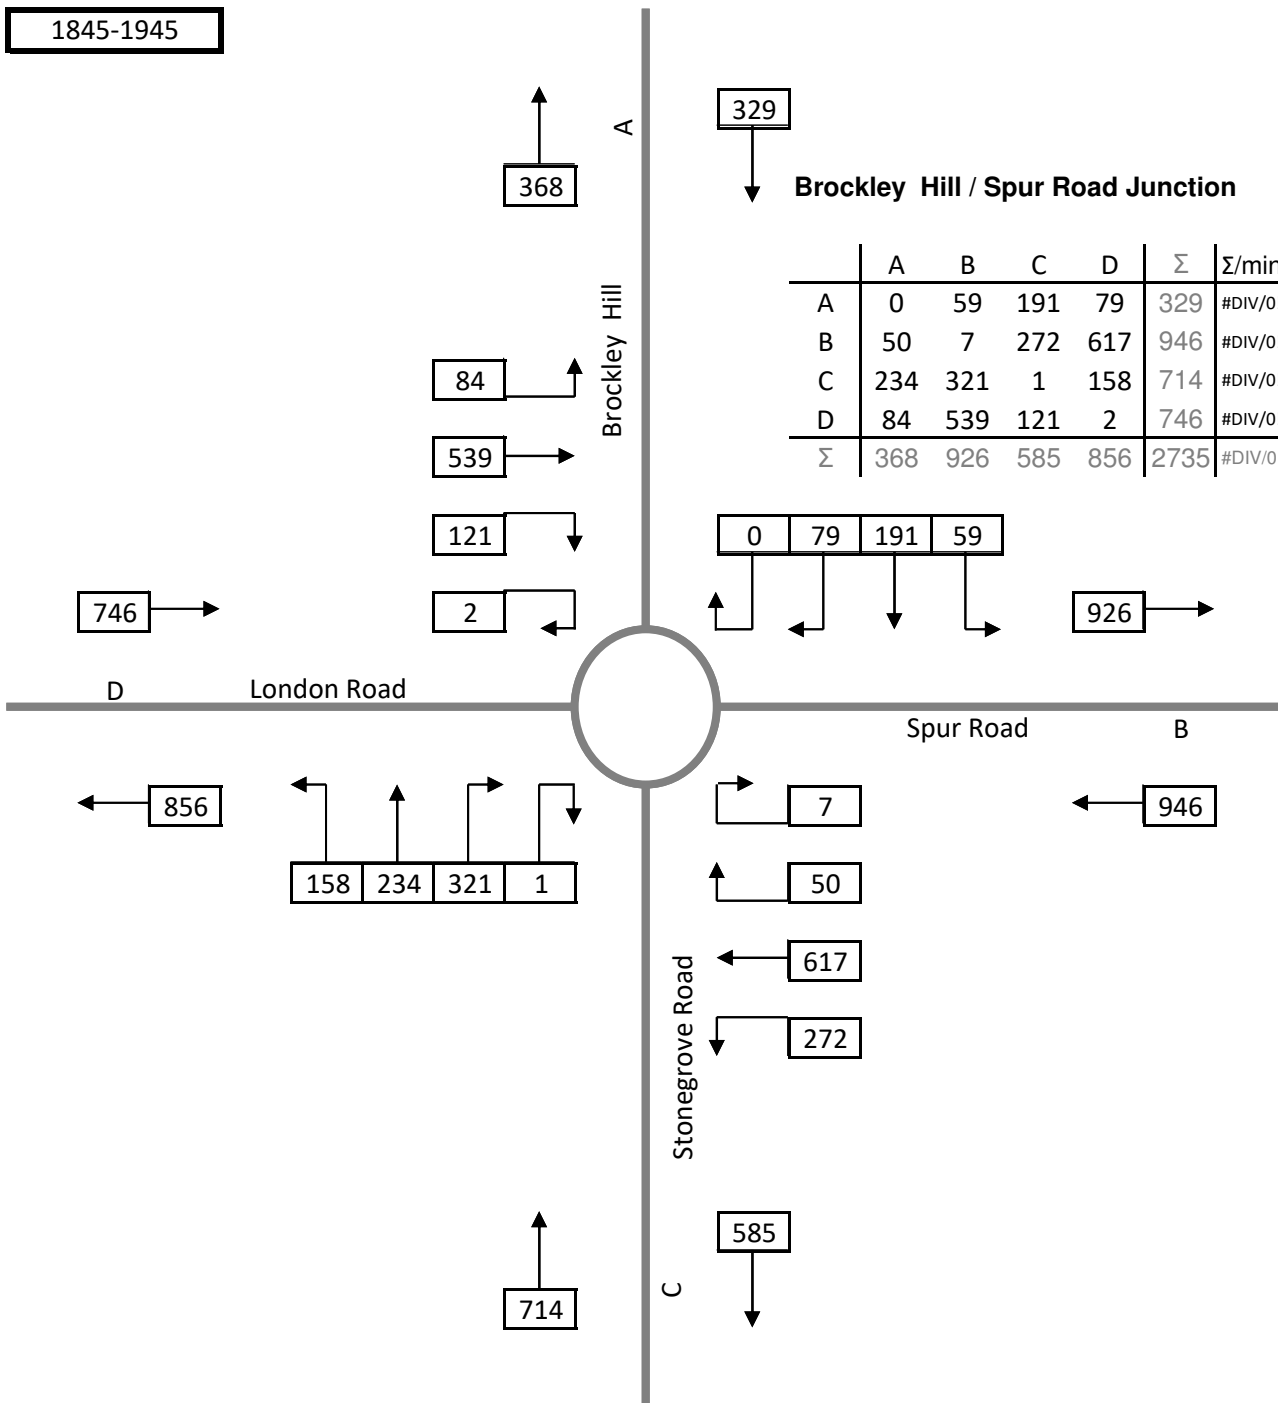 1845-1945
329
A
368
Brockley Hill / Spur Road Junction
A B C D Σ Σ/min
A 0 59 191 79 329 #DIV/0
B 50 7 272 617 946 #DIV/0
C 234 321 1 158 714 #DIV/0
D 84 539 121 2 746 #DIV/0
Σ 368 926 585 856 2735 #DIV/0
Brockley Hill
84
539
121
0 79 191 59
746
2
926
D London Road
Spur Road B
856
7
946
158 234 321 1
50
617
Stonegrove Road
272
585
C
714